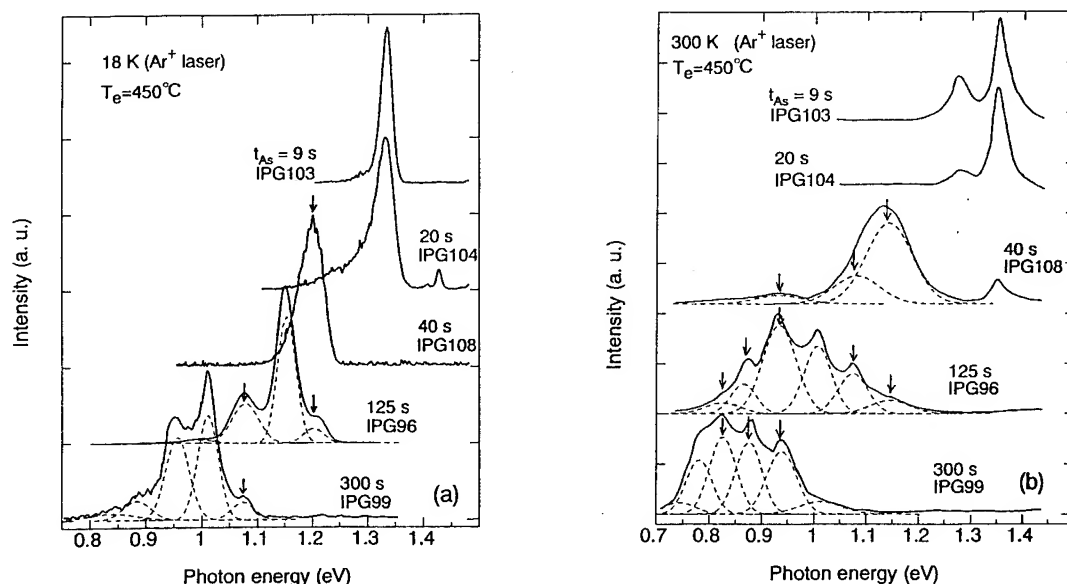 18 K (Ar+ laser)
Te=450°C
tAs = 9 s
IPG103
20 s
IPG104
40 s
IPG108
125 s
IPG96
300 s
IPG99
(a)
Intensity (a. u.)
0.8 0.9 1 1.1 1.2 1.3 1.4
Photon energy (eV)
300 K (Ar+ laser)
Te=450°C
tAs = 9 s
IPG103
20 s
IPG104
40 s
IPG108
125 s
IPG96
300 s
IPG99
(b)
Intensity (a. u.)
0.7 0.8 0.9 1 1.1 1.2 1.3 1.4 1.5
Photon energy (eV)